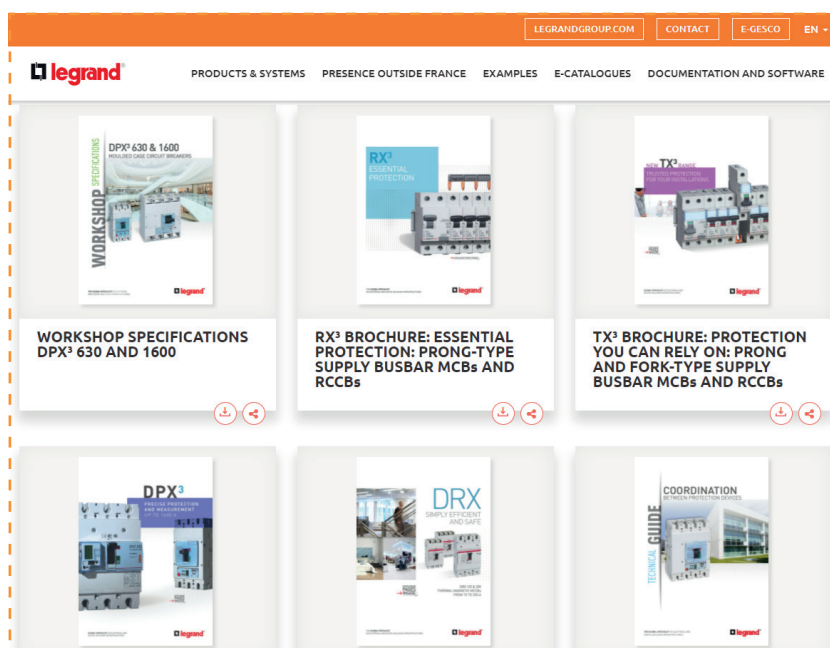 LEGRANDGROUP.COM
CONTACT
E-GESCO
EN
legrand
PRODUCTS & SYSTEMS
PRESENCE OUTSIDE FRANCE
EXAMPLES
E-CATALOGUES
DOCUMENTATION AND SOFTWARE
WORKSHOP SPECIFICATIONS
DPX³ 630 & 1600
MOULDED CASE CIRCUIT BREAKERS
legrand
RX³
ESSENTIAL
PROTECTION
legrand
NEW TX³ RANGE
TRUSTED PROTECTION
FOR YOUR INSTALLATIONS
legrand
WORKSHOP SPECIFICATIONS
DPX³ 630 AND 1600
RX³ BROCHURE: ESSENTIAL
PROTECTION: PRONG-TYPE
SUPPLY BUSBAR MCBs AND
RCCBs
TX³ BROCHURE: PROTECTION
YOU CAN RELY ON: PRONG
AND FORK-TYPE SUPPLY
BUSBAR MCBs AND RCCBs
DPX³
PRECISE PROTECTION
AND MEASUREMENT
legrand
DRX
SIMPLY EFFICIENT
AND SAFE
legrand
TECHNICAL GUIDE
COORDINATION
BETWEEN PROTECTION DEVICES
legrand